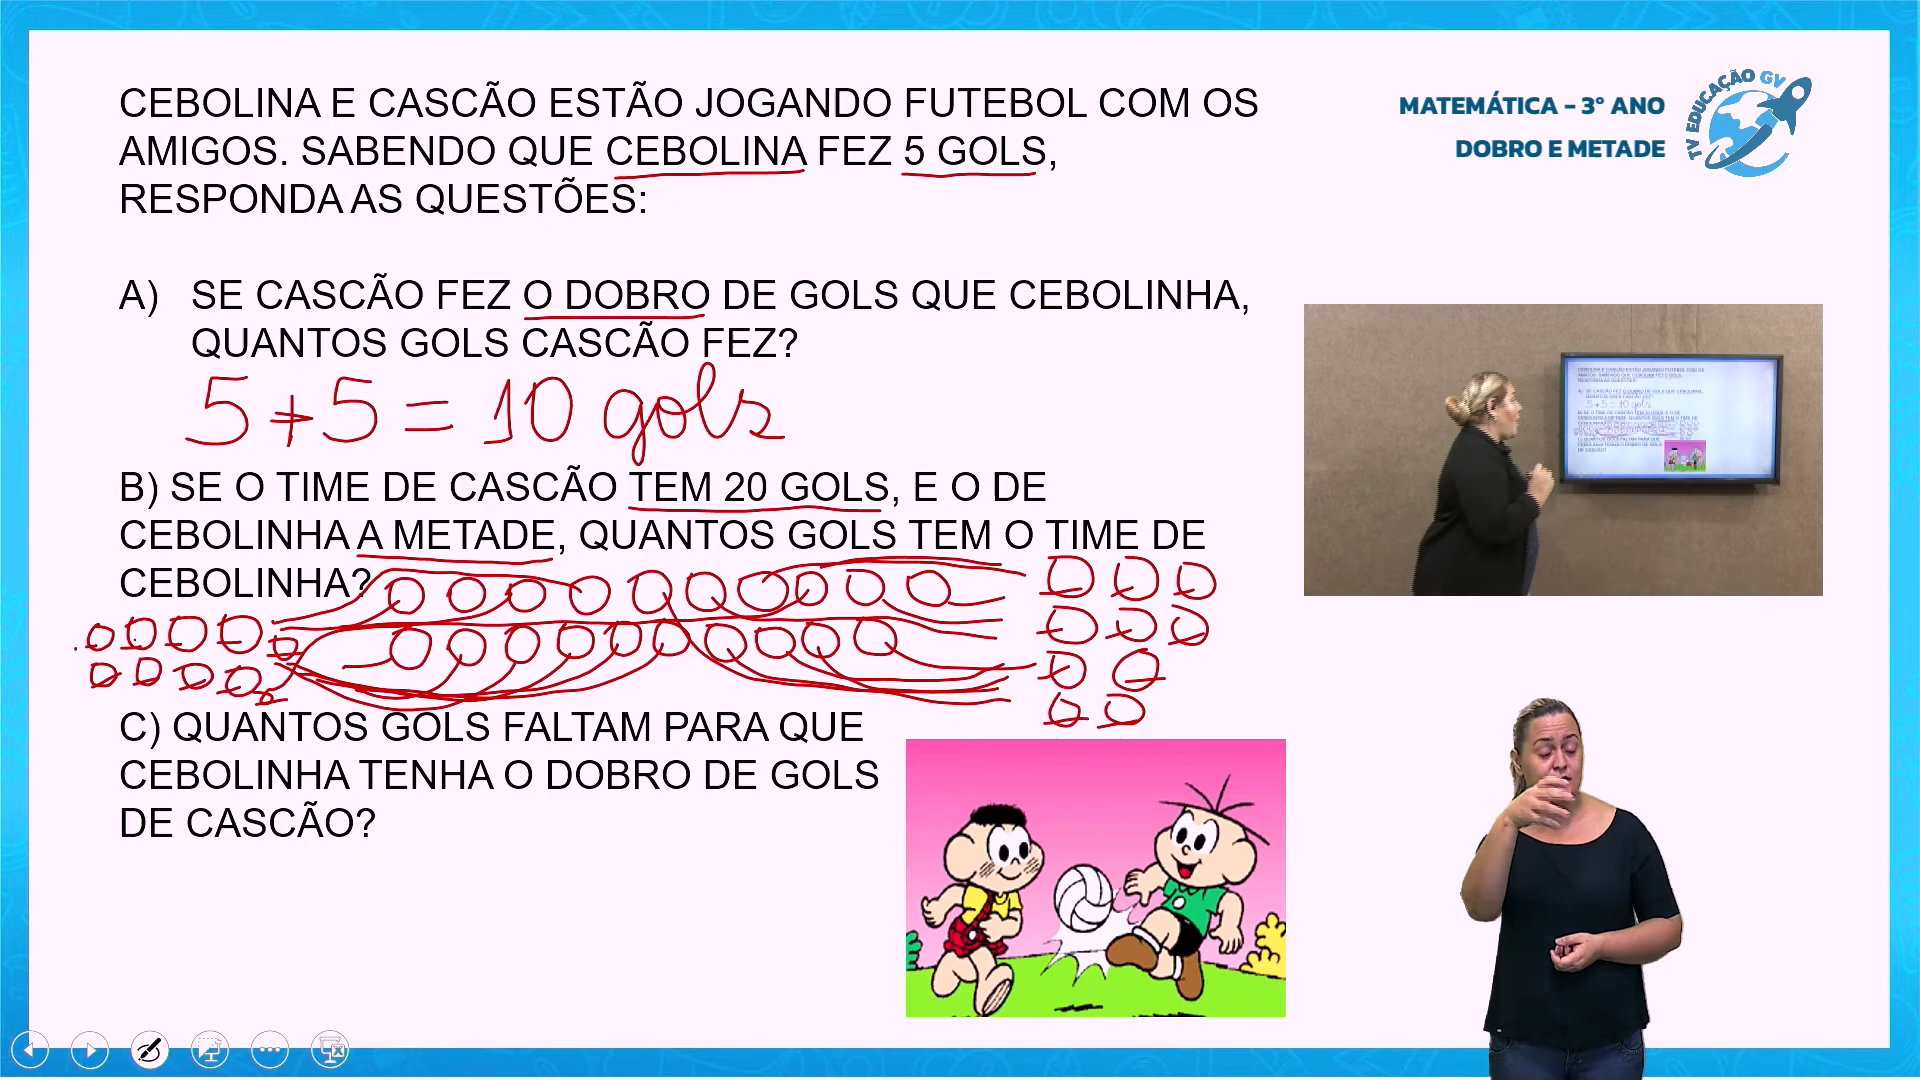 CEBOLINA E CASCÃO ESTÃO JOGANDO FUTEBOL COM OS
AMIGOS. SABENDO QUE CEBOLINA FEZ 5 GOLS,
RESPONDA AS QUESTÕES:
A) SE CASCÃO FEZ O DOBRO DE GOLS QUE CEBOLINHA,
QUANTOS GOLS CASCÃO FEZ?
5 + 5 = 10 gols
B) SE O TIME DE CASCÃO TEM 20 GOLS, E O DE
CEBOLINHA A METADE, QUANTOS GOLS TEM O TIME DE
CEBOLINHA?
C) QUANTOS GOLS FALTAM PARA QUE
CEBOLINHA TENHA O DOBRO DE GOLS
DE CASCÃO?
MATEMÁTICA - 3º ANO
DOBRO E METADE
TV EDUCAÇÃO GV